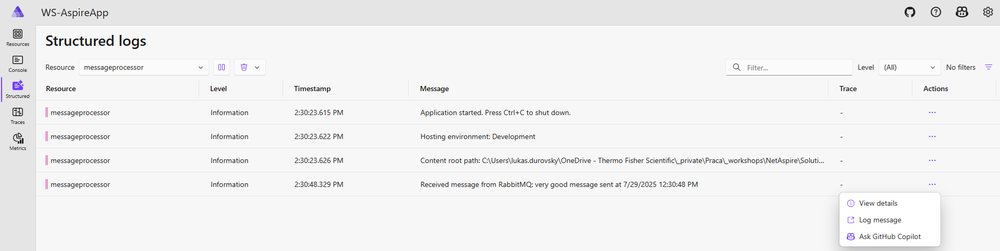 WS-AspireApp
Resources
Console
Structured
Traces
Metrics
Structured logs
Resource messageprocessor Filter... Level (All) No filters
Resource Level Timestamp Message Trace Actions
messageprocessor Information 2:30:23.615 PM Application started. Press Ctrl+C to shut down. - ...
messageprocessor Information 2:30:23.622 PM Hosting environment: Development - ...
messageprocessor Information 2:30:23.626 PM Content root path: C:\Users\lukas.durovsky\OneDrive - Thermo Fisher Scientific\_private\Praca\_workshops\NetAspire\Soluti... - ...
messageprocessor Information 2:30:48.329 PM Received message from RabbitMQ: very good message sent at 7/29/2025 12:30:48 PM - ...
View details
Log message
Ask GitHub Copilot